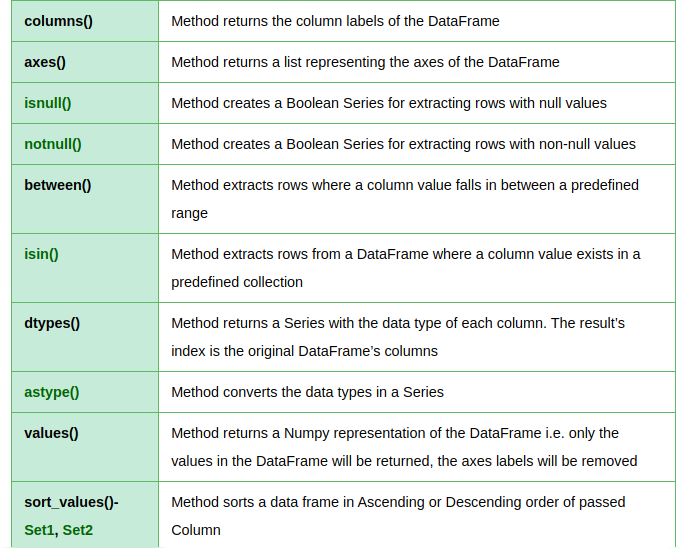 columns()
Method returns the column labels of the DataFrame
axes()
Method returns a list representing the axes of the DataFrame
isnull()
Method creates a Boolean Series for extracting rows with null values
notnull()
Method creates a Boolean Series for extracting rows with non-null values
between()
Method extracts rows where a column value falls in between a predefined
range
isin()
Method extracts rows from a DataFrame where a column value exists in a
predefined collection
dtypes()
Method returns a Series with the data type of each column. The result’s
index is the original DataFrame’s columns
astype()
Method converts the data types in a Series
values()
Method returns a Numpy representation of the DataFrame i.e. only the
values in the DataFrame will be returned, the axes labels will be removed
sort_values()-
Set1, Set2
Method sorts a data frame in Ascending or Descending order of passed
Column